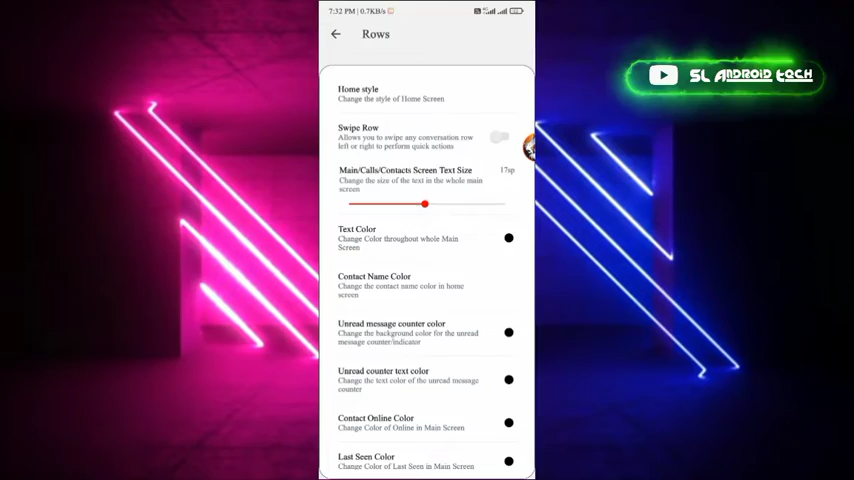 7:32 PM | 0.7KB/s
Rows
SL ANDROID TECH
Home style
Change the style of Home Screen
Swipe Row
Allows you to swipe any conversation row
left or right to perform quick actions
Main/Calls/Contacts Screen Text Size 17sp
Change the size of the text in the whole main
screen
Text Color
Change Color throughout whole Main
Screen
Contact Name Color
Change the contact name color in home
screen
Unread message counter color
Change the background color for the unread
message counter/indicator
Unread counter text color
Change the text color of the unread message
counter
Contact Online Color
Change Color of Online in Main Screen
Last Seen Color
Change Color of Last Seen in Main Screen